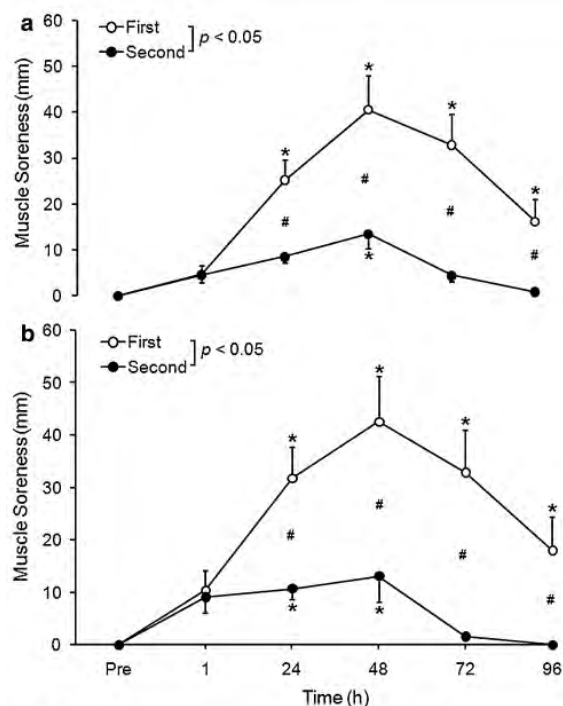 a
60
50
40
30
20
10
0
Muscle Soreness (mm)
First
Second
p < 0.05
*
*
*
*
#
#
#
#
*
b
60
50
40
30
20
10
0
Muscle Soreness (mm)
First
Second
p < 0.05
*
*
*
*
#
#
#
#
*
*
Pre 1 24 48 72 96
Time (h)